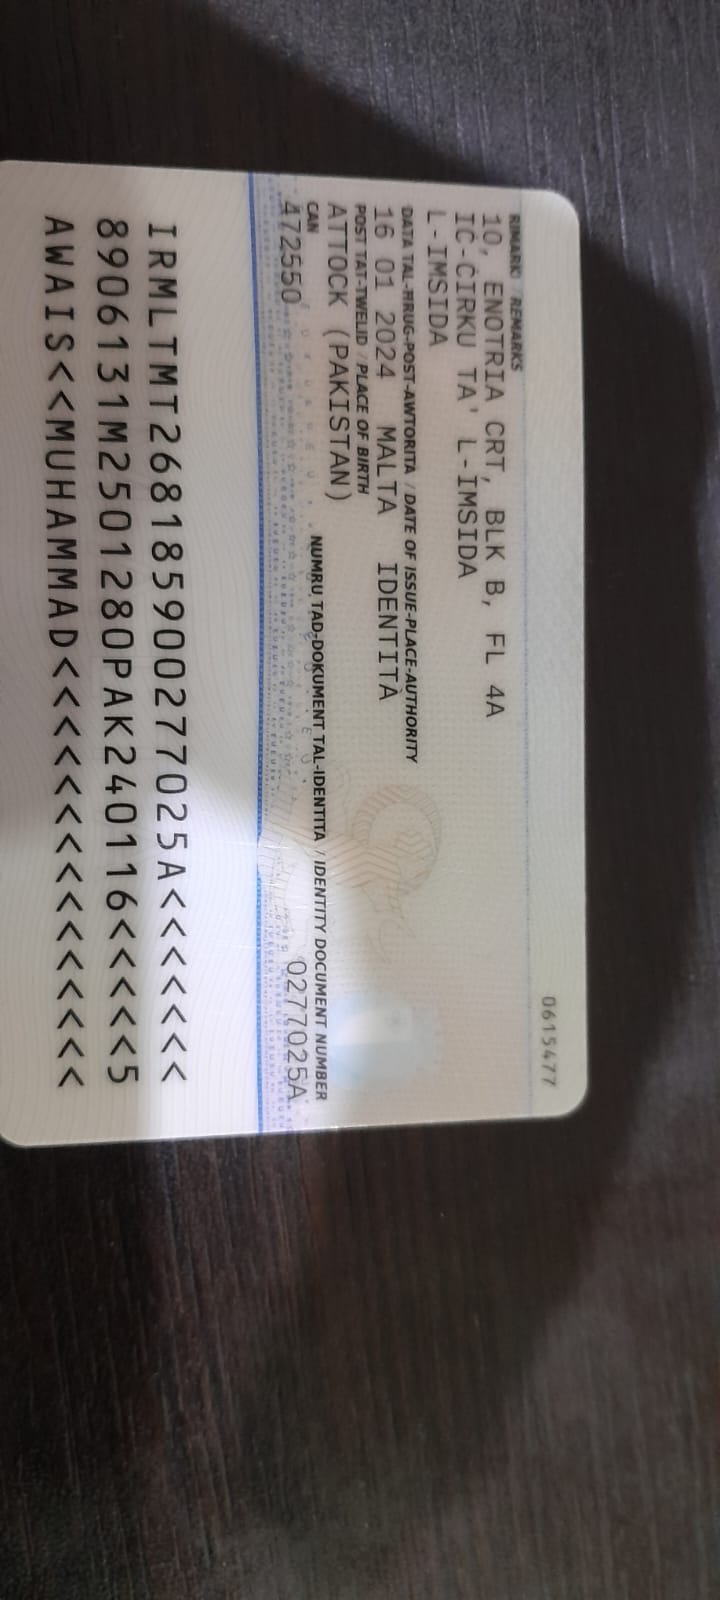 0615477
RIMARKI / REMARKS
10, ENOTRIA CRT, BLK B, FL 4A
IĊ-ĊIRKU TA' L-IMSIDA
L-IMSIDA
DATA TAL-ĦRUĠ-POST-AWTORITÀ / DATE OF ISSUE-PLACE-AUTHORITY
16 01 2024 MALTA IDENTITÀ
POST TAT-TWELID / PLACE OF BIRTH
ATTOCK (PAKISTAN)
CAN
472550
NUMRU TAD-DOKUMENT TAL-IDENTITÀ / IDENTITY DOCUMENT NUMBER
0277025A
IRMLTMT268185900277025A<<<<<<<
8906131M2501280PAK240116<<<<<5
AWAIS<<MUHAMMAD<<<<<<<<<<<<<<<